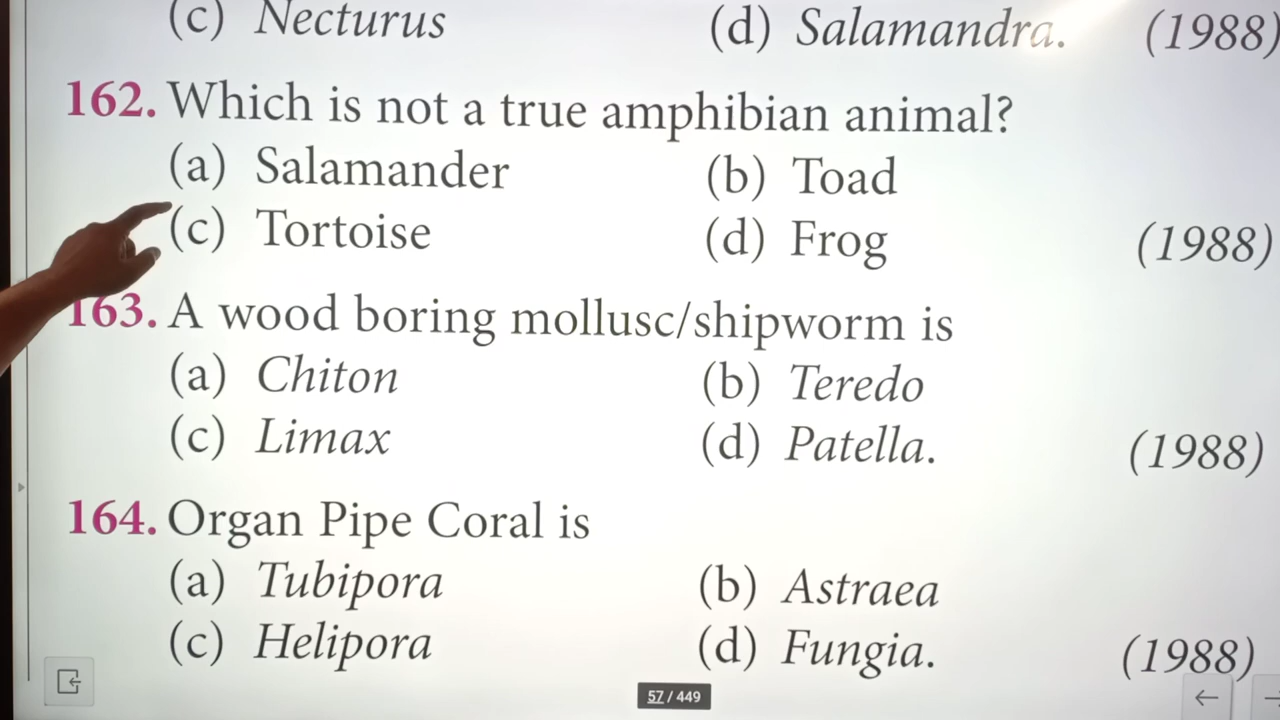 (c) Necturus (d) Salamandra. (1988)
162. Which is not a true amphibian animal?
(a) Salamander (b) Toad
(c) Tortoise (d) Frog (1988)
163. A wood boring mollusc/shipworm is
(a) Chiton (b) Teredo
(c) Limax (d) Patella. (1988)
164. Organ Pipe Coral is
(a) Tubipora (b) Astraea
(c) Helipora (d) Fungia. (1988)
57 / 449